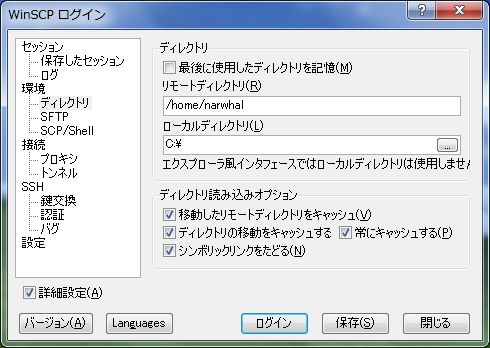 WinSCP ログイン
セッション
保存したセッション
ログ
環境
ディレクトリ
SFTP
SCP/Shell
接続
プロキシ
トンネル
SSH
鍵交換
認証
バグ
設定
詳細設定(A)
ディレクトリ
最後に使用したディレクトリを記憶(M)
リモートディレクトリ(R)
/home/narwhal
ローカルディレクトリ(L)
C:¥
...
エクスプローラ風インタフェースではローカルディレクトリは使用しません
ディレクトリ読み込みオプション
移動したリモートディレクトリをキャッシュ(V)
ディレクトリの移動をキャッシュする 常にキャッシュする(P)
シンボリックリンクをたどる(N)
バージョン(A) Languages ログイン 保存(S) 閉じる